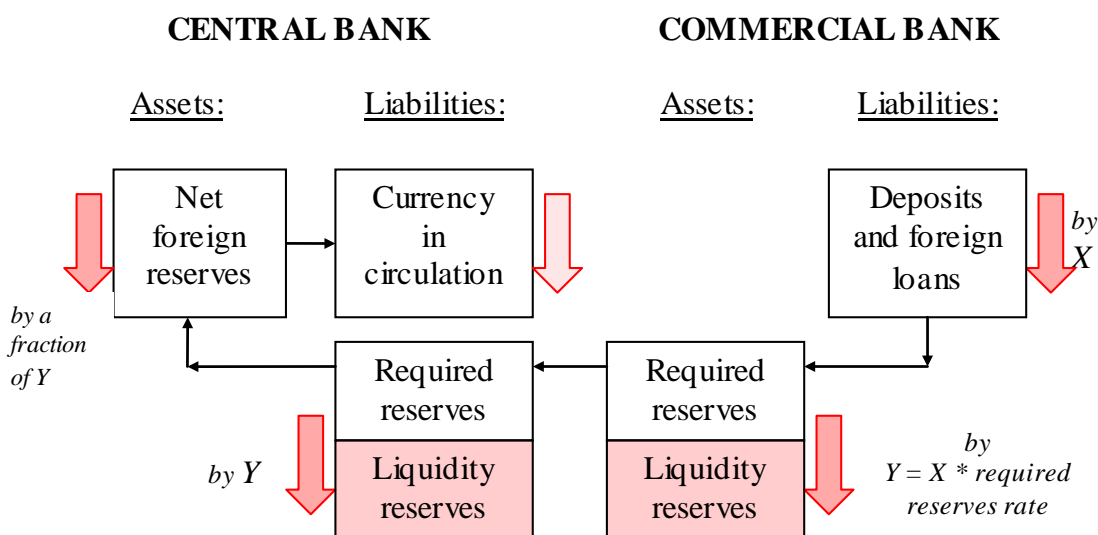 CENTRAL BANK
COMMERCIAL BANK
Assets:
Liabilities:
Assets:
Liabilities:
Net
foreign
reserves
Currency
in
circulation
Deposits
and foreign
loans
by
X
by a
fraction
of Y
Required
reserves
Required
reserves
by Y
Liquidity
reserves
Liquidity
reserves
by
Y = X * required
reserves rate